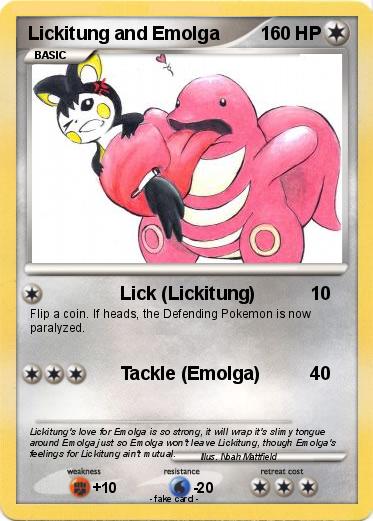 Lickitung and Emolga 160 HP
BASIC
Lick (Lickitung) 10
Flip a coin. If heads, the Defending Pokemon is now
paralyzed.
Tackle (Emolga) 40
Lickitung's love for Emolga is so strong, it will wrap it's slimy tongue
around Emolga just so Emolga won't leave Lickitung, though Emolga's
feelings for Lickitung ain't mutual.
Illus. Noah Mattfield
weakness resistance retreat cost
+10 -20
- fake card -